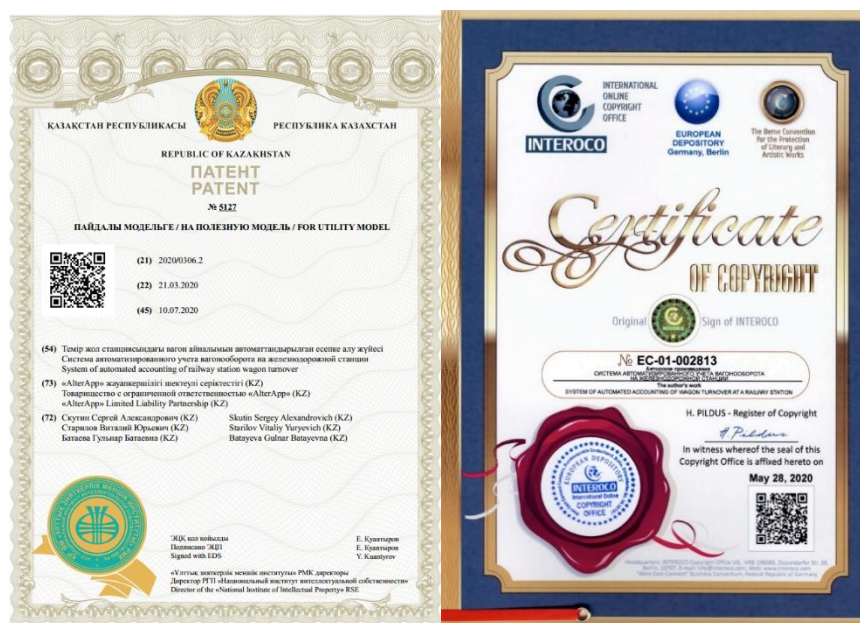 ҚАЗАҚСТАН РЕСПУБЛИКАСЫ
РЕСПУБЛИКА КАЗАХСТАН
REPUBLIC OF KAZAKHSTAN
ПАТЕНТ
PATENT
№ 5127
ПАЙДАЛЫ МОДЕЛЬГЕ / НА ПОЛЕЗНУЮ МОДЕЛЬ / FOR UTILITY MODEL
(21) 2020/0306.2
(22) 21.03.2020
(45) 10.07.2020
(54) Темір жол станциясындағы вагон айналымын автоматтандырылған есепке алу жүйесі
Система автоматизированного учета вагонооборота на железнодорожной станции
System of automated accounting of railway station wagon turnover
(73) «AlterApp» жауапкершілігі шектеулі серіктестігі (KZ)
Товарищество с ограниченной ответственностью «AlterApp» (KZ)
«AlterApp» Limited Liability Partnership (KZ)
(72) Скутин Сергей Александрович (KZ) Skutin Sergey Alexandrovich (KZ)
Старилов Виталий Юрьевич (KZ) Starilov Vitaliy Yuryevich (KZ)
Батаева Гульнар Батаевна (KZ) Batayeva Gulnar Batayevna (KZ)
ЭЦҚ қол қойылды Е. Куантыров
Подписано ЭЦП Е. Куантыров
Signed with EDS Y. Kuantyrov
«Ұлттық зияткерлік меншік институты» РМК директоры
Директор РГП «Национальный институт интеллектуальной собственности»
Director of the «National Institute of Intellectual Property» RSE
INTEROCO
INTERNATIONAL
ONLINE
COPYRIGHT
OFFICE
EUROPEAN
DEPOSITORY
Germany, Berlin
The Berne Convention
for the Protection
of Literary and
Artistic Works
Certificate
OF COPYRIGHT
Original Sign of INTEROCO
№ EC-01-002813
Авторское произведение
СИСТЕМА АВТОМАТИЗИРОВАННОГО УЧЕТА ВАГОНООБОРОТА
НА ЖЕЛЕЗНОДОРОЖНОЙ СТАНЦИИ
The author's work
SYSTEM OF AUTOMATED ACCOUNTING OF WAGON TURNOVER AT A RAILWAY STATION
H. PILDUS - Register of Copyright
H. Pildus
In witness whereof the seal of this
Copyright Office is affixed hereto on
May 28, 2020
EUROPEAN DEPOSITORY
INTEROCO
International Online
COPYRIGHT
OFFICE